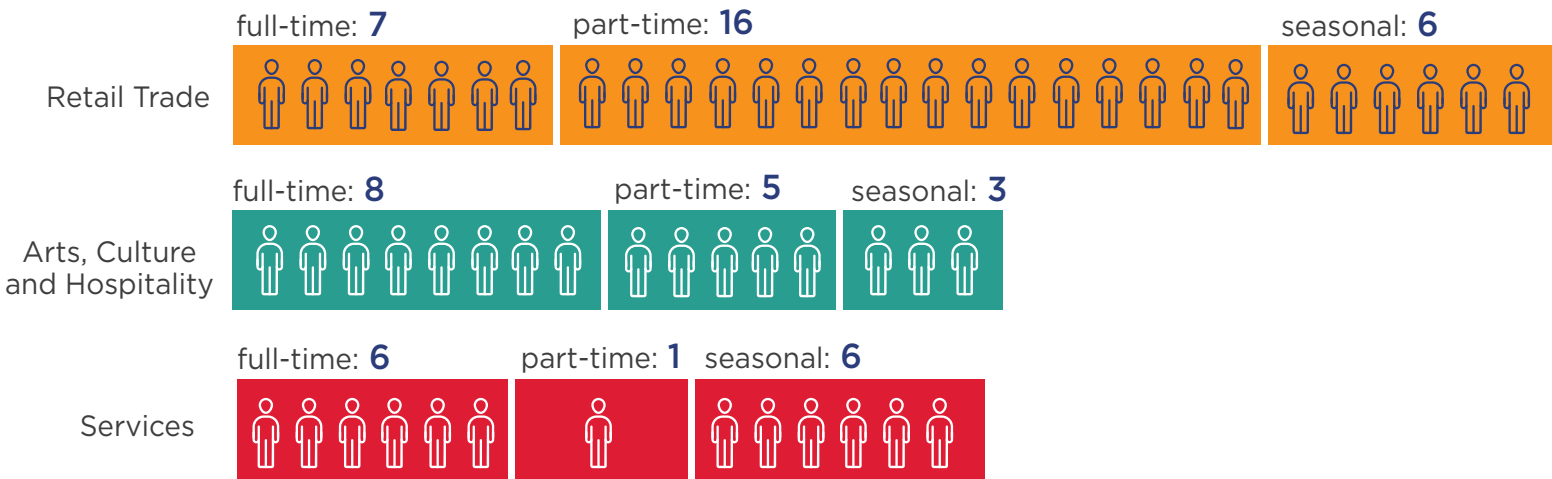 full-time: 7 part-time: 16 seasonal: 6
Retail Trade
full-time: 8 part-time: 5 seasonal: 3
Arts, Culture
and Hospitality
full-time: 6 part-time: 1 seasonal: 6
Services